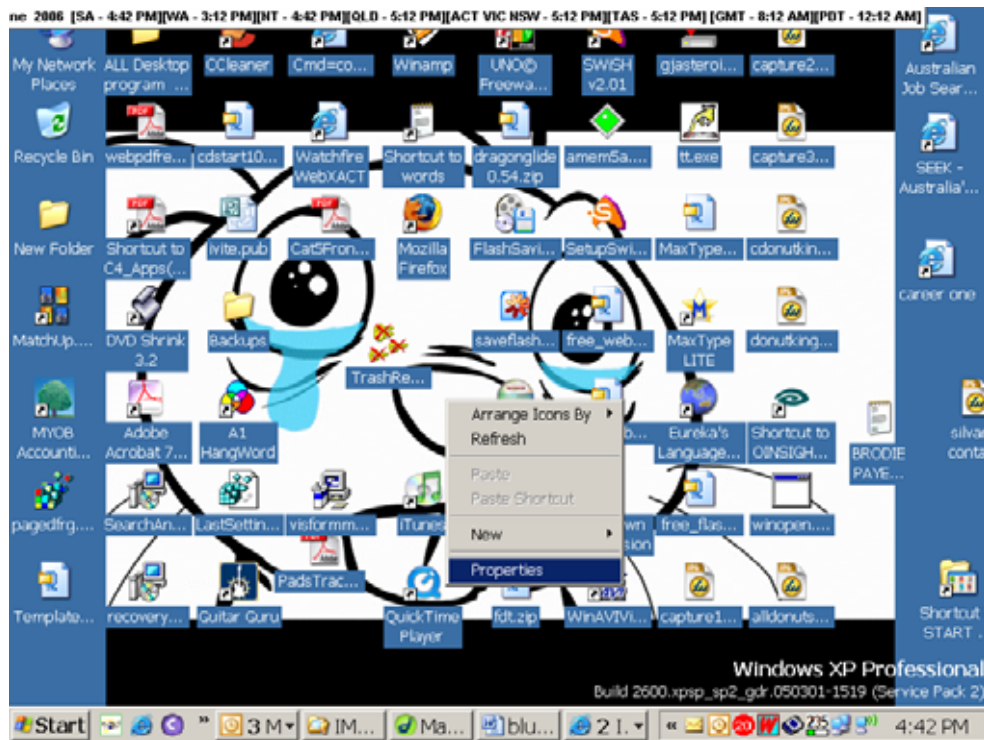 ne 2006 [SA - 4:42 PM][WA - 3:12 PM][NT - 4:42 PM][QLD - 5:12 PM][ACT VIC NSW - 5:12 PM][TAS - 5:12 PM] [GMT - 8:12 AM][PDT - 12:12 AM]
My Network Places
ALL Desktop program ...
CCleaner
Cmd=co...
Winamp
UNO© Freewa...
SWiSH v2.01
gjasteroi...
capture2...
Australian Job Sear...
Recycle Bin
webpdfre...
cdstart10...
Watchfire WebXACT
Shortcut to words
dragonglide 0.54.zip
amem5a....
tt.exe
capture3...
SEEK - Australia'...
New Folder
Shortcut to C4_Apps(...
ivite.pub
Cat5Fron...
Mozilla Firefox
FlashSavi...
SetupSwi...
MaxType...
cdonutkin...
career one
MatchUp....
DVD Shrink 3.2
Backups
TrashRe...
saveflash...
free_web...
MaxType LITE
donutking...
MYOB Accounti...
Adobe Acrobat 7...
A1 HangWord
Arrange Icons By
Refresh
Paste
Paste Shortcut
New
Properties
b...
Eureka's Language...
Shortcut to OINSIGH...
BRODIE PAYE...
silva
conta
pagedfrg....
SearchAn...
LastSettin...
visformm...
iTunes
wn
sion
free_flas...
winopen....
Template...
recovery...
Guitar Guru
PadsTrac...
QuickTime Player
fdt.zip
WinAVIVi...
capture1...
alldonuts...
Shortcut
START .
Windows XP Professional
Build 2600.xpsp_sp2_gdr.050301-1519 (Service Pack 2)
Start
3 M
IM...
Ma...
blu...
2 I.
20
235
4:42 PM